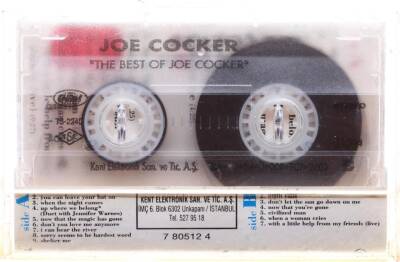 JOE COCKER
"THE BEST OF JOE COCKER"
Kent Elektronik San. ve Tic. A.Ş.
side A
2. you can leave your hat on
3. when the night comes
4. up where we belong*
(Duet with Jennifer Warnes)
5. now that the magic has gone
6. don't you love me anymore
7. i can hear the river
8. sorry seems to be hardest word
9. shelter me
KENT ELEKTRONİK SAN. VE TİC. A.Ş.
İMÇ 6. Blok 6302 Unkapanı / İSTANBUL
Tel. 527 95 18
7 80512 4
side B
3. don't let the sun go down on me
4. now that you're gone
5. civilized man
6. when a woman cries
7. with a little help from my friends (live)